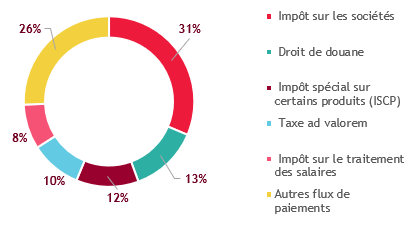 26%
31%
8%
10%
12%
13%
Impôt sur les sociétés
Droit de douane
Impôt spécial sur
certains produits (ISCP)
Taxe ad valorem
Impôt sur le traitement
des salaires
Autres flux de
paiements